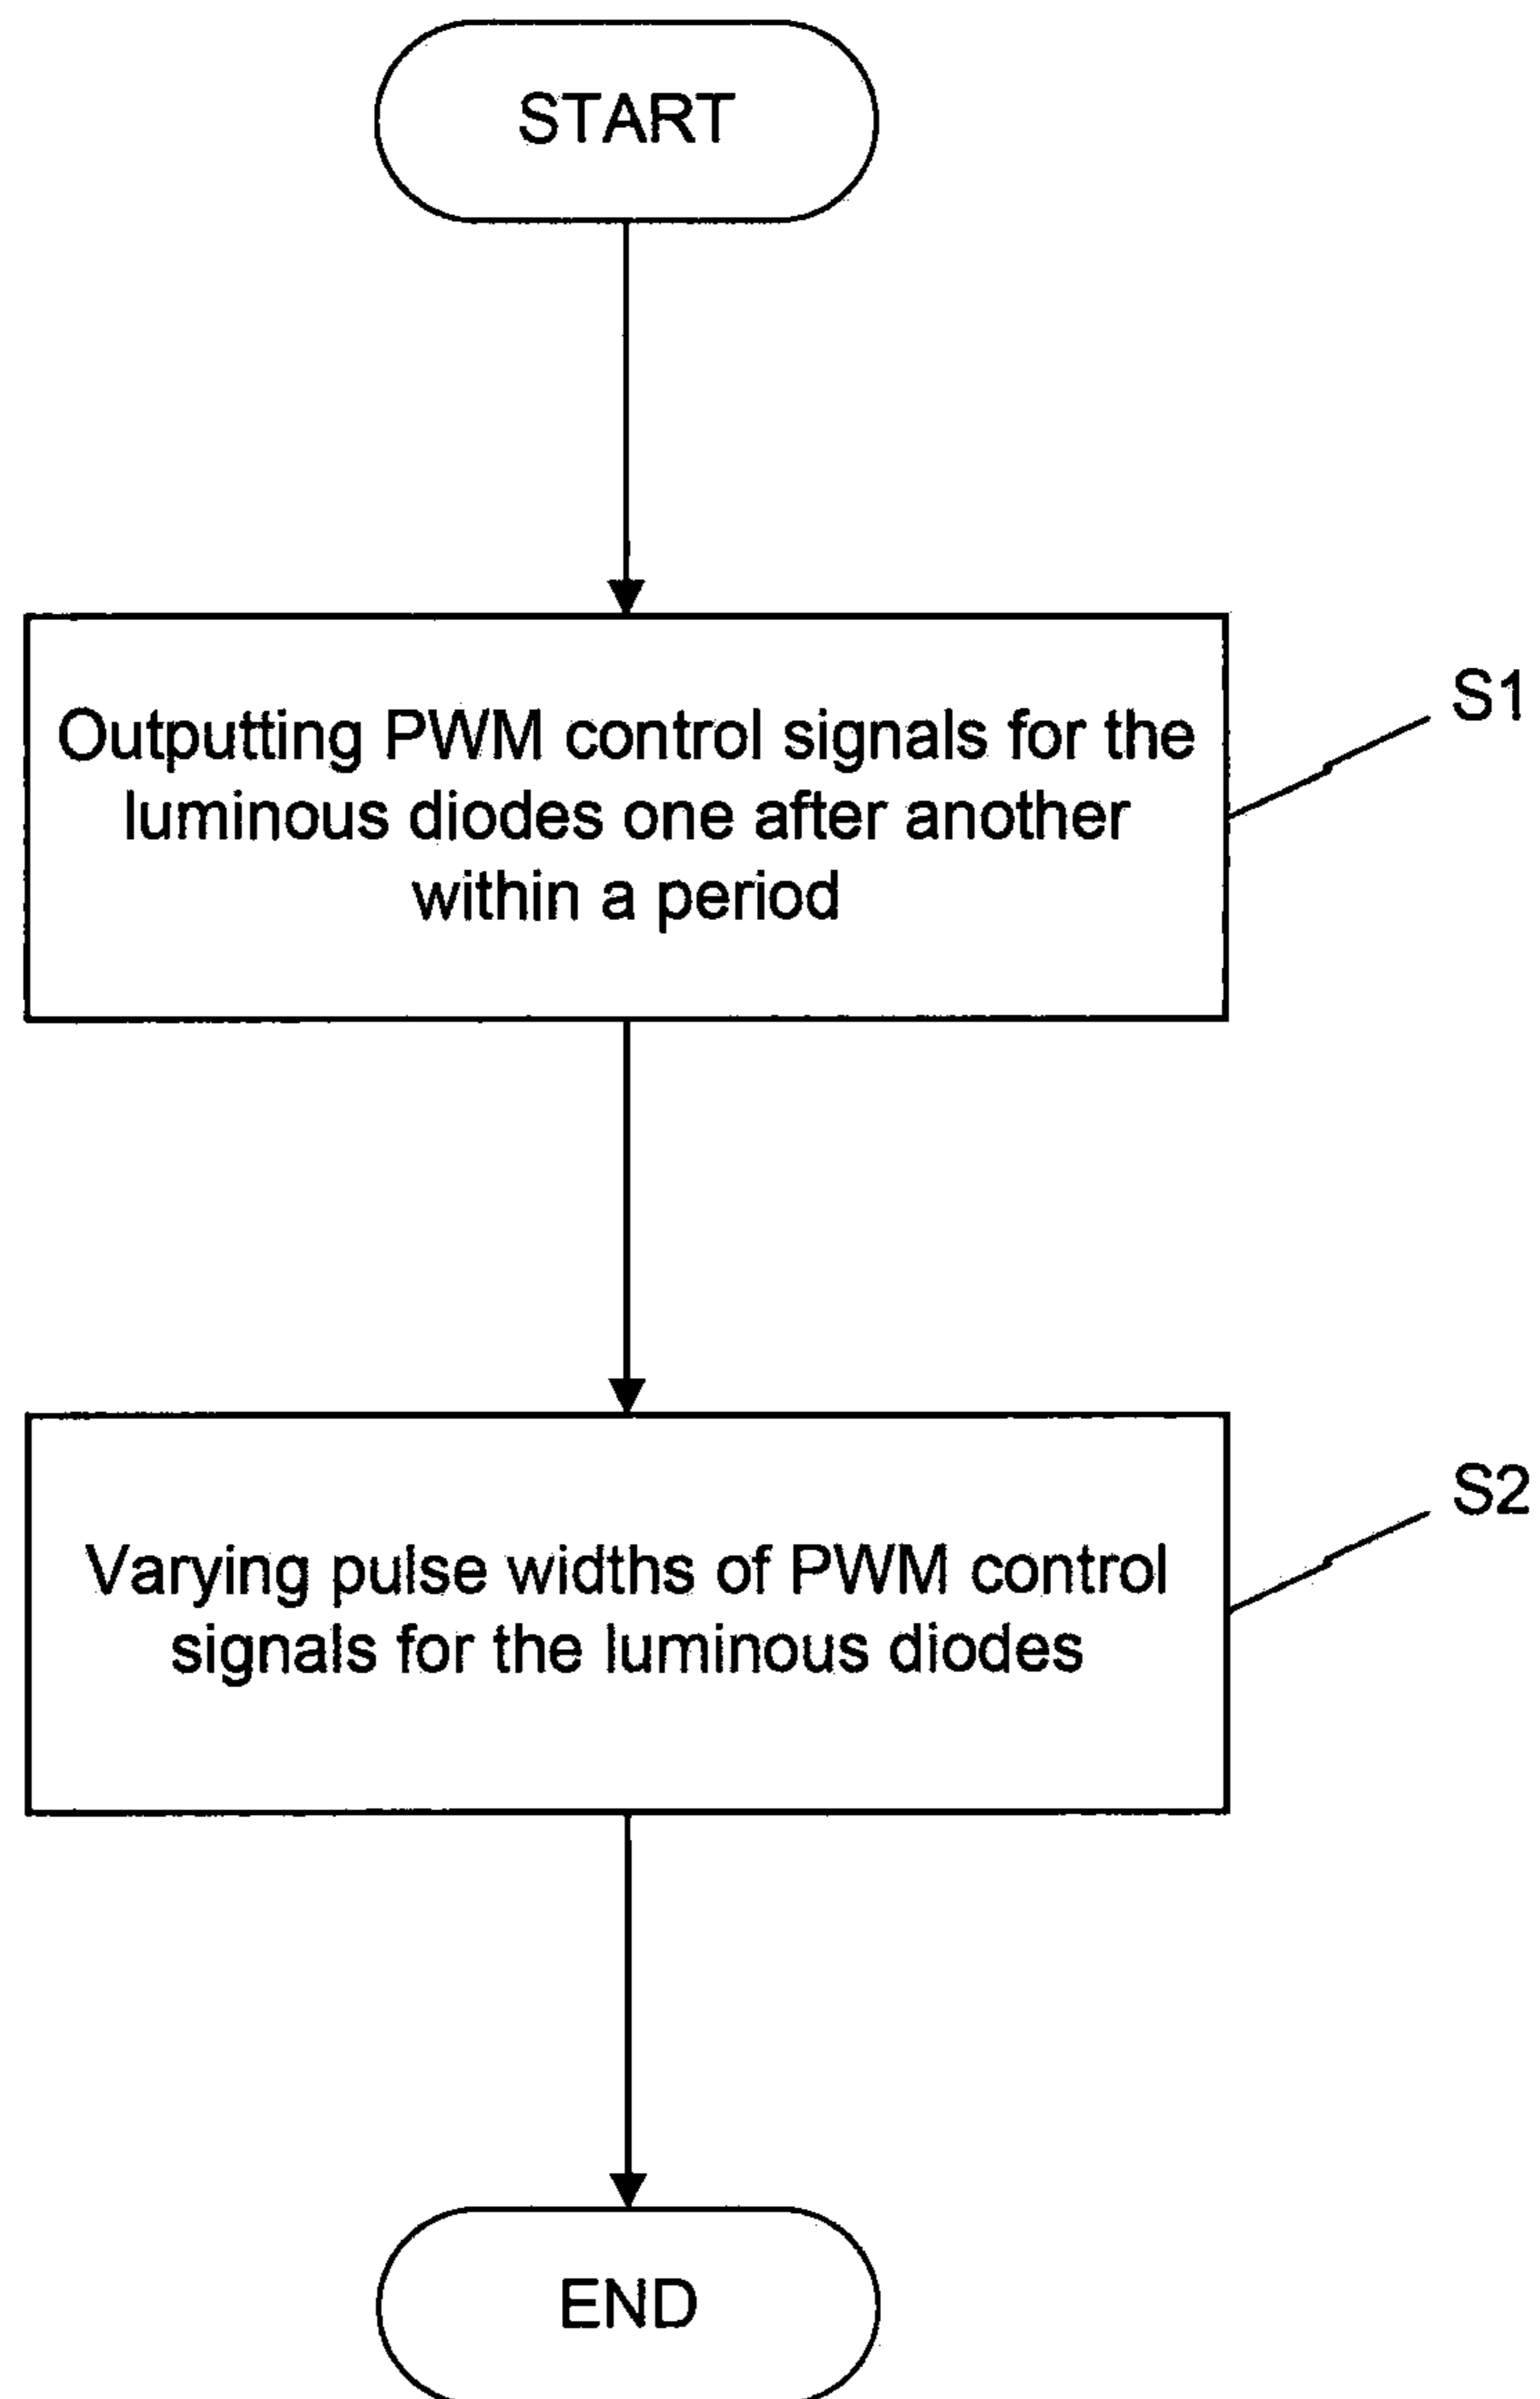 START
Outputting PWM control signals for the
luminous diodes one after another
within a period
S1
Varying pulse widths of PWM control
signals for the luminous diodes
S2
END